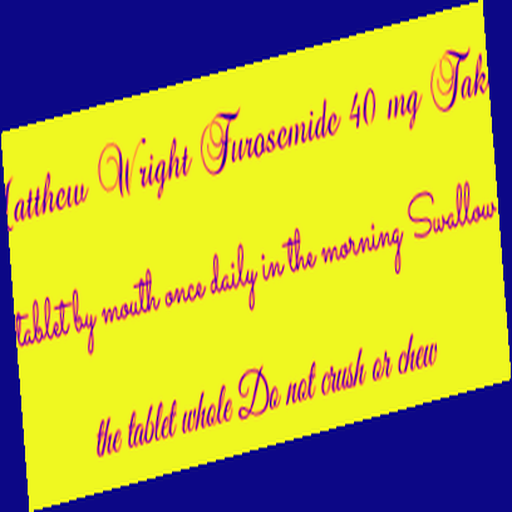 Wright Furosemide 40 mg
tablet by mouth once daily in the morning Swallow
the tablet whole Do not crush or chew